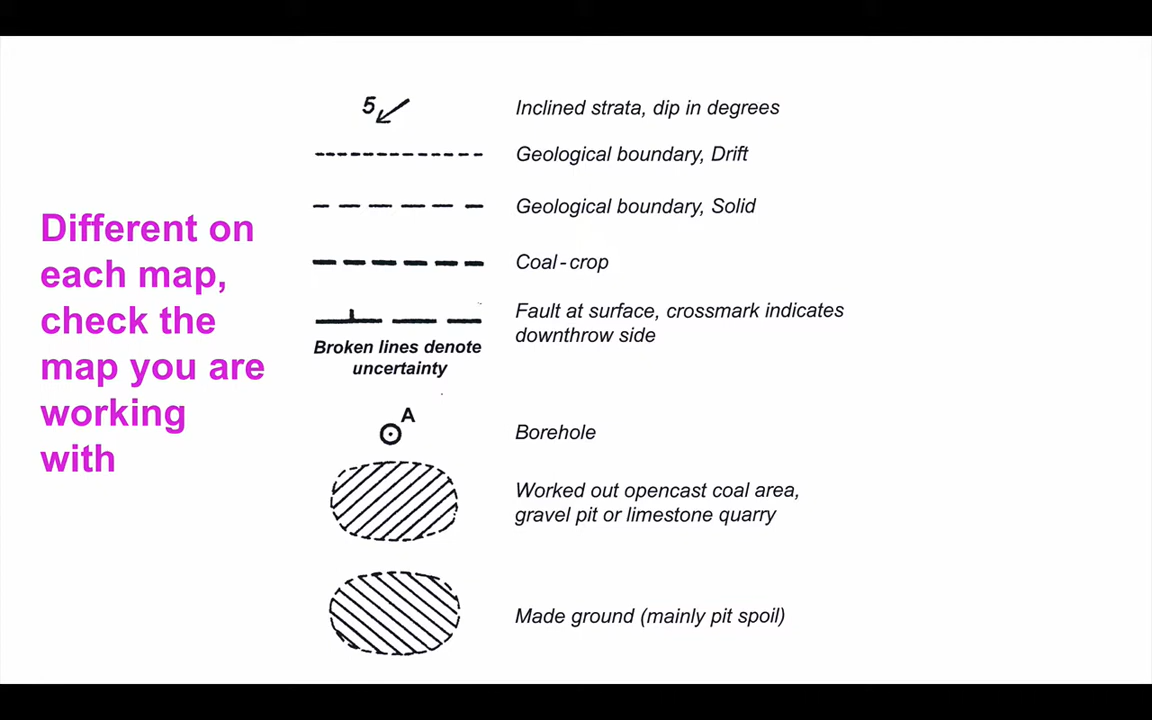 Different on
each map,
check the
map you are
working
with
5
Inclined strata, dip in degrees
Geological boundary, Drift
Geological boundary, Solid
Coal-crop
Fault at surface, crossmark indicates
downthrow side
Broken lines denote
uncertainty
A
Borehole
Worked out opencast coal area,
gravel pit or limestone quarry
Made ground (mainly pit spoil)